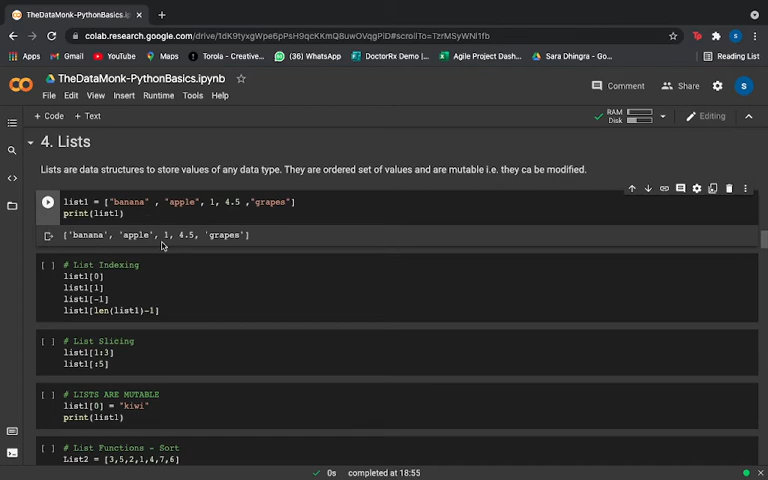 TheDataMonk-PythonBasics.ipynb
colab.research.google.com/drive/1dK9tyxgWpe6pPsH9qcKKmQ8uwOVqgPlD#scrollTo=TzrMSyWNl1fb
Apps Gmail YouTube Maps Torola - Creative... (36) WhatsApp DoctorRx Demo |... Agile Project Dash... Sara Dhingra - Go... Reading List
TheDataMonk-PythonBasics.ipynb
File Edit View Insert Runtime Tools Help
Comment Share S
+ Code + Text
RAM
Disk
Editing
4. Lists
Lists are data structures to store values of any data type. They are ordered set of values and are mutable i.e. they ca be modified.
list1 = ["banana" , "apple", 1, 4.5 ,"grapes"]
print(list1)
['banana', 'apple', 1, 4.5, 'grapes']
[ ] # List Indexing
list1[0]
list1[1]
list1[-1]
list1[len(list1)-1]
[ ] # List Slicing
list1[1:3]
list1[:5]
[ ] # LISTS ARE MUTABLE
list1[0] = "kiwi"
print(list1)
[ ] # List Functions - Sort
List2 = [3,5,2,1,4,7,6]
0s completed at 18:55